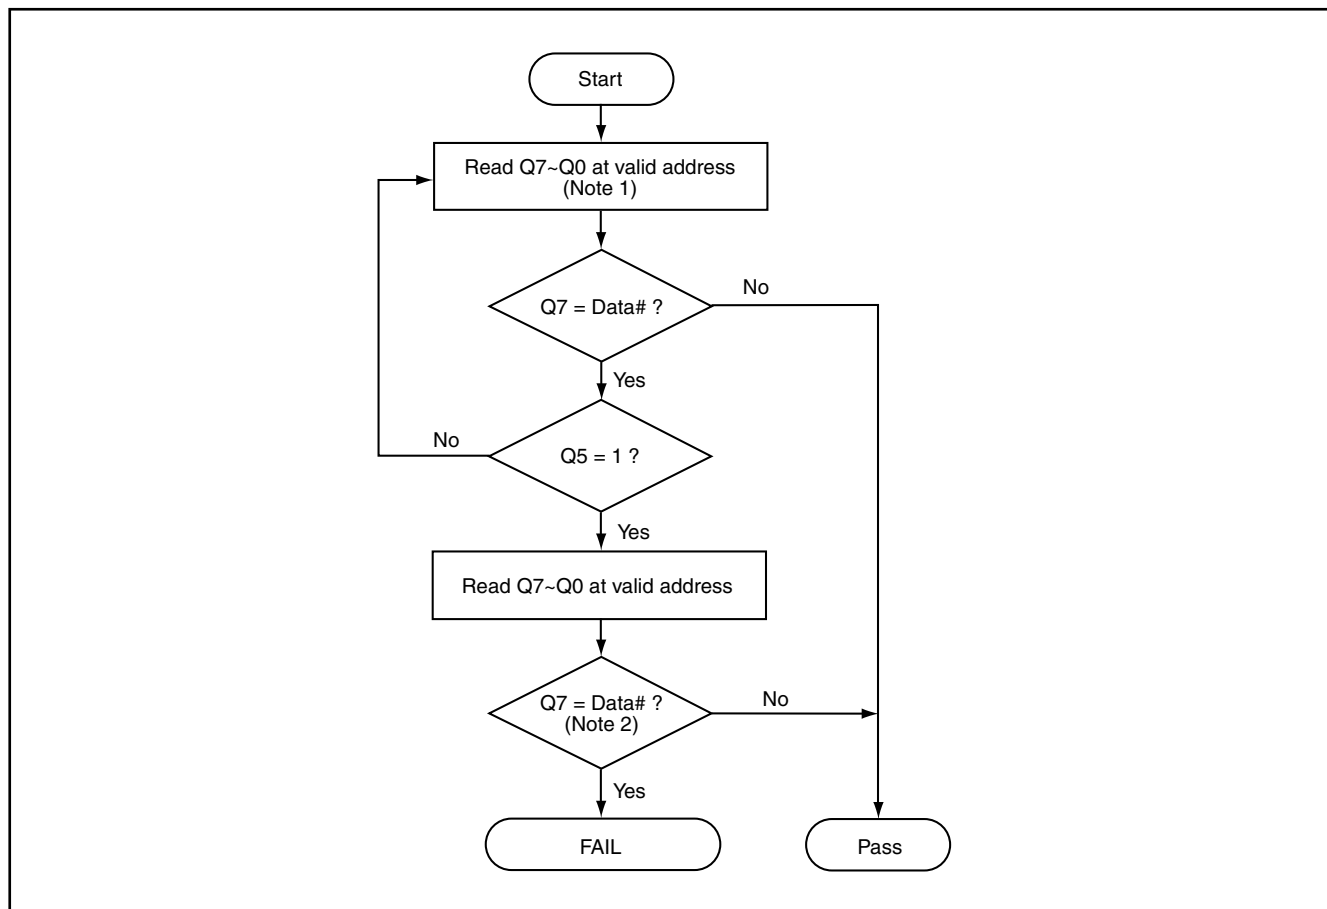 Start
Read Q7~Q0 at valid address
(Note 1)
No
Q7 = Data# ?
Yes
No
Q5 = 1 ?
Yes
Read Q7~Q0 at valid address
Q7 = Data# ?
(Note 2)
No
Yes
FAIL
Pass